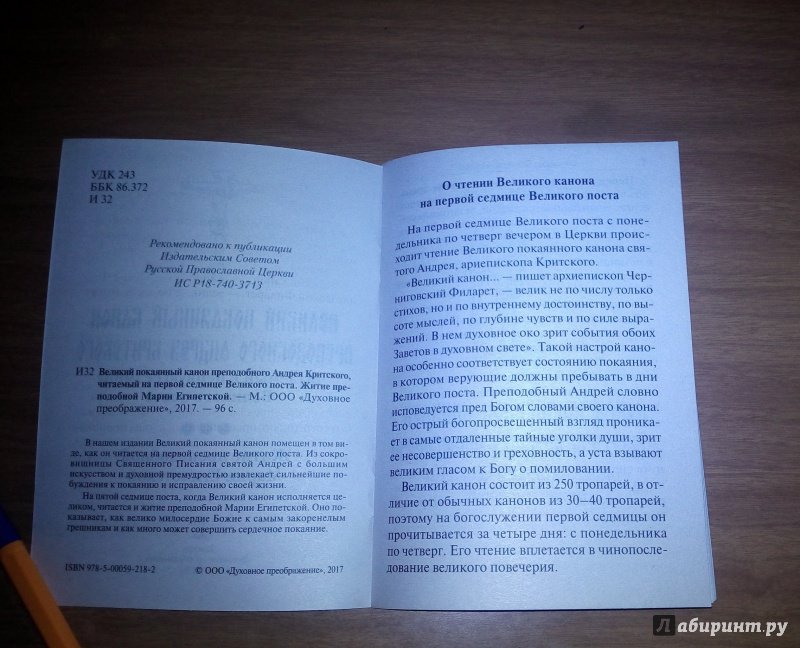 УДК 243
ББК 86.372
И 32
Рекомендовано к публикации
Издательским Советом
Русской Православной Церкви
ИС Р18-740-3713
И32 Великий покаянный канон преподобного Андрея Критского,
читаемый на первой седмице Великого поста. Житие пре-
подобной Марии Египетской. — М.: ООО «Духовное
преображение», 2017. — 96 с.
В нашем издании Великий покаянный канон помещен в том ви-
де, как он читается на первой седмице Великого поста. Из сокро-
вищницы Священного Писания святой Андрей с большим
искусством и духовной премудростью извлекает сильнейшие по-
буждения к покаянию и исправлению своей жизни.
На пятой седмице поста, когда Великий канон исполняется це-
ликом, читается и житие преподобной Марии Египетской. Оно по-
казывает, как велико милосердие Божие к самым закоренелым
грешникам и как много может совершить сердечное покаяние.
ISBN 978-5-00059-218-2
© ООО «Духовное преображение», 2017
О чтении Великого канона
на первой седмице Великого поста
На первой седмице Великого поста с поне-
дельника по четверг вечером в Церкви проис-
ходит чтение Великого покаянного канона свя-
того Андрея, ариепископа Критского.
«Великий канон... — пишет архиепископ Чер-
ниговский Филарет, — велик не по числу только
стихов, но и по внутреннему достоинству, по вы-
соте мыслей, по глубине чувств и по силе выра-
жений. В нем духовное око зрит события обоих
Заветов в духовном свете». Такой настрой кано-
на особенно соответствует состоянию покаяния,
в котором верующие должны пребывать в дни
Великого поста. Преподобный Андрей словно
исповедуется пред Богом словами своего канона.
Его острый богопросвещенный взгляд проника-
ет в самые отдаленные тайные уголки души, зрит
ее несовершенство и греховность, а уста взывают
великим гласом к Богу о помиловании.
Великий канон состоит из 250 тропарей, в от-
личие от обычных канонов из 30—40 тропарей,
поэтому на богослужении первой седмицы он
прочитывается за четыре дня: с понедельника
по четверг. Его чтение вплетается в чинопосле-
дование великого повечерия.
Лабиринт.ру